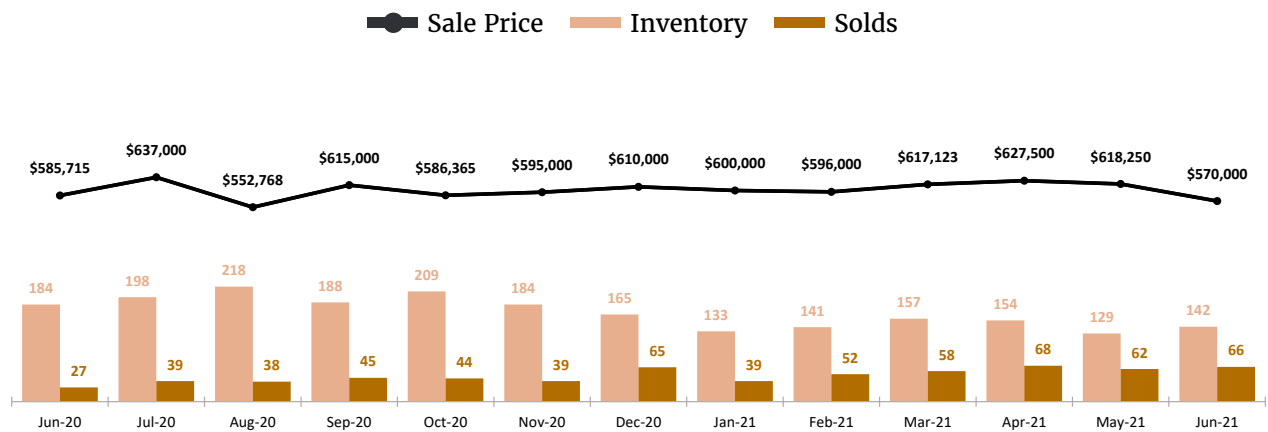 Sale Price Inventory Solds
$585,715 $637,000 $552,768 $615,000 $586,365 $595,000 $610,000 $600,000 $596,000 $617,123 $627,500 $618,250 $570,000
184 198 218 188 209 184 165 133 141 157 154 129 142
27 39 38 45 44 39 65 39 52 58 68 62 66
Jun-20 Jul-20 Aug-20 Sep-20 Oct-20 Nov-20 Dec-20 Jan-21 Feb-21 Mar-21 Apr-21 May-21 Jun-21